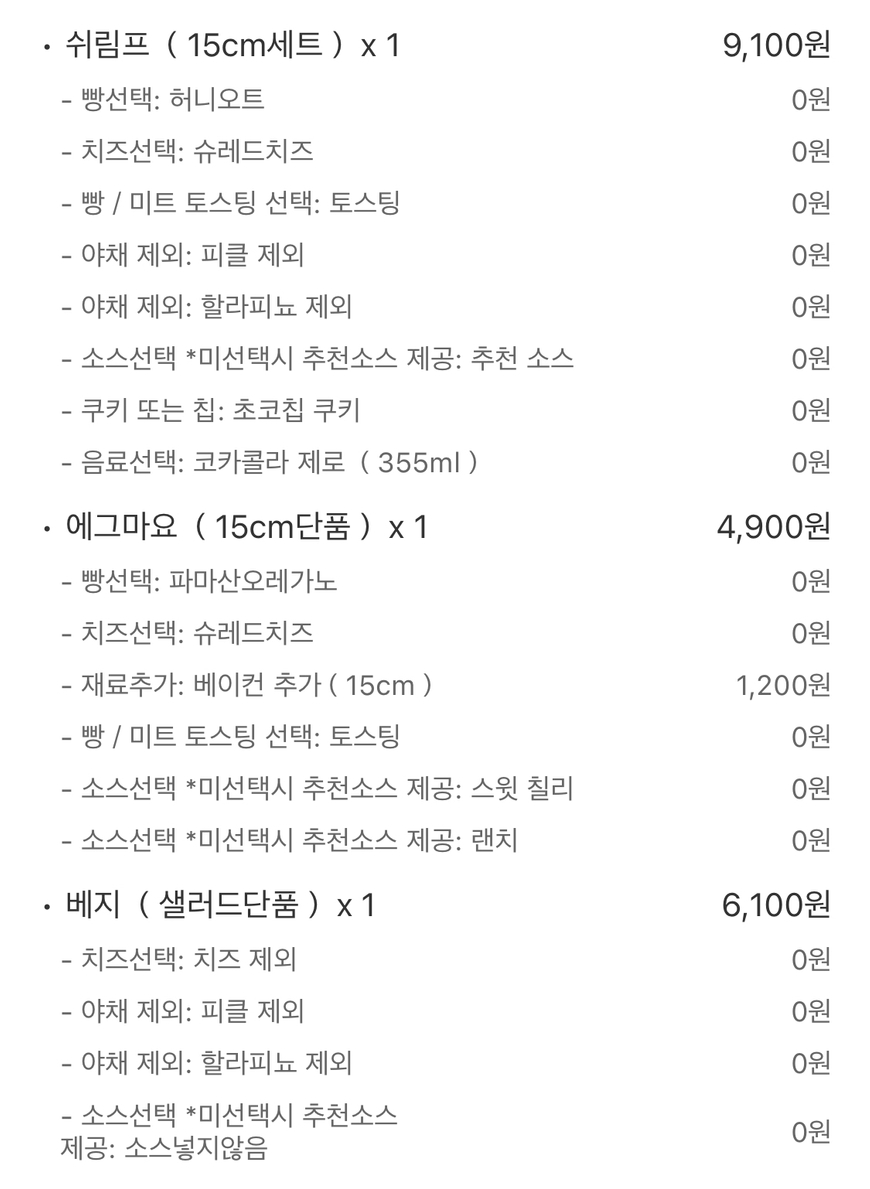 · 쉬림프 ( 15cm세트 ) x 1 9,100원
- 빵선택: 허니오트 0원
- 치즈선택: 슈레드치즈 0원
- 빵 / 미트 토스팅 선택: 토스팅 0원
- 야채 제외: 피클 제외 0원
- 야채 제외: 할라피뇨 제외 0원
- 소스선택 *미선택시 추천소스 제공: 추천 소스 0원
- 쿠키 또는 칩: 초코칩 쿠키 0원
- 음료선택: 코카콜라 제로 ( 355ml ) 0원
· 에그마요 ( 15cm단품 ) x 1 4,900원
- 빵선택: 파마산오레가노 0원
- 치즈선택: 슈레드치즈 0원
- 재료추가: 베이컨 추가 ( 15cm ) 1,200원
- 빵 / 미트 토스팅 선택: 토스팅 0원
- 소스선택 *미선택시 추천소스 제공: 스윗 칠리 0원
- 소스선택 *미선택시 추천소스 제공: 랜치 0원
· 베지 ( 샐러드단품 ) x 1 6,100원
- 치즈선택: 치즈 제외 0원
- 야채 제외: 피클 제외 0원
- 야채 제외: 할라피뇨 제외 0원
- 소스선택 *미선택시 추천소스
제공: 소스넣지않음 0원